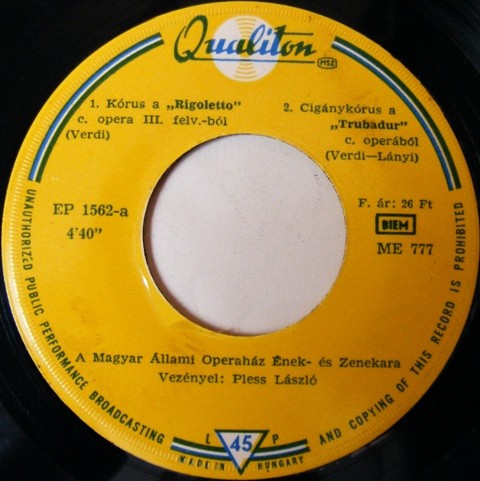 Qualiton
MSZ
1. Kórus a „Rigoletto"
c. opera III. felv.-ból
(Verdi)
2. Cigánykórus a
„Trubadur"
c. operából
(Verdi—Lányi)
EP 1562-a
4'40"
F. ár: 26 Ft
BIEM
ME 777
A Magyar Állami Operaház Ének- és Zenekara
Vezényel: Pless László
L 45 P
MADE IN HUNGARY
UNAUTHORIZED PUBLIC PERFORMANCE BROADCASTING AND COPYING OF THIS RECORD IS PROHIBITED